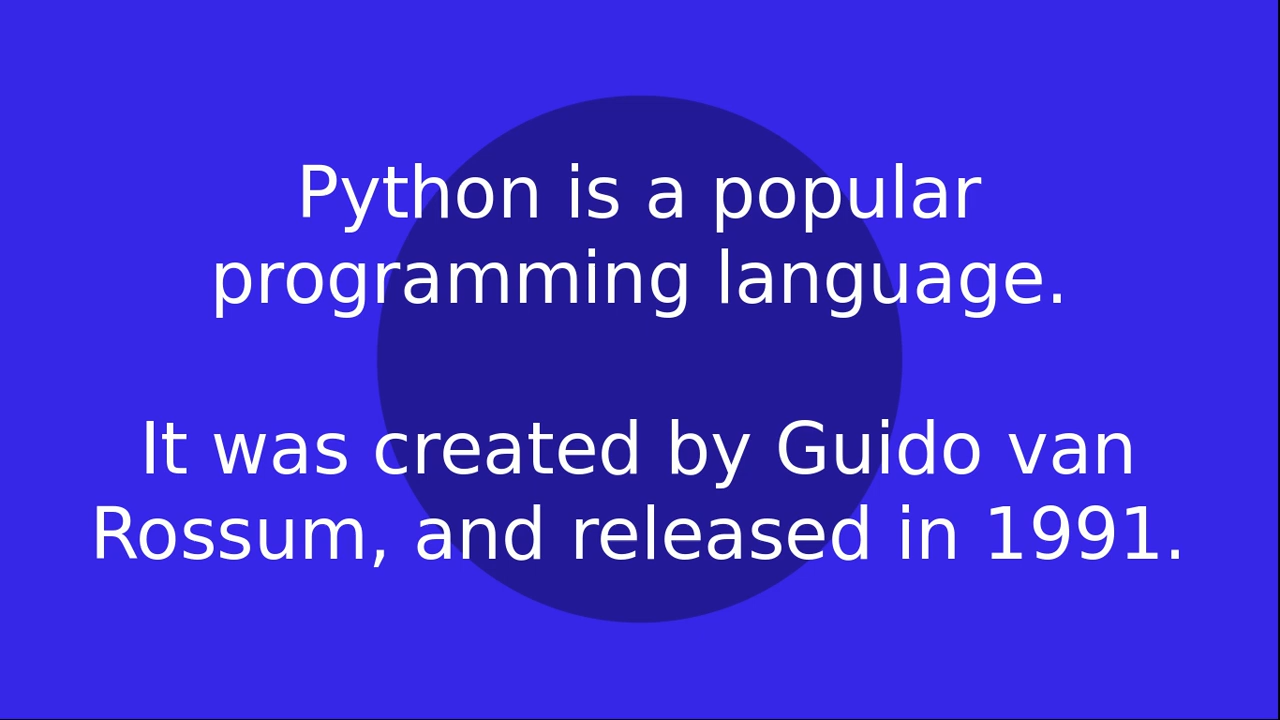 Python is a popular
programming language.
It was created by Guido van
Rossum, and released in 1991.